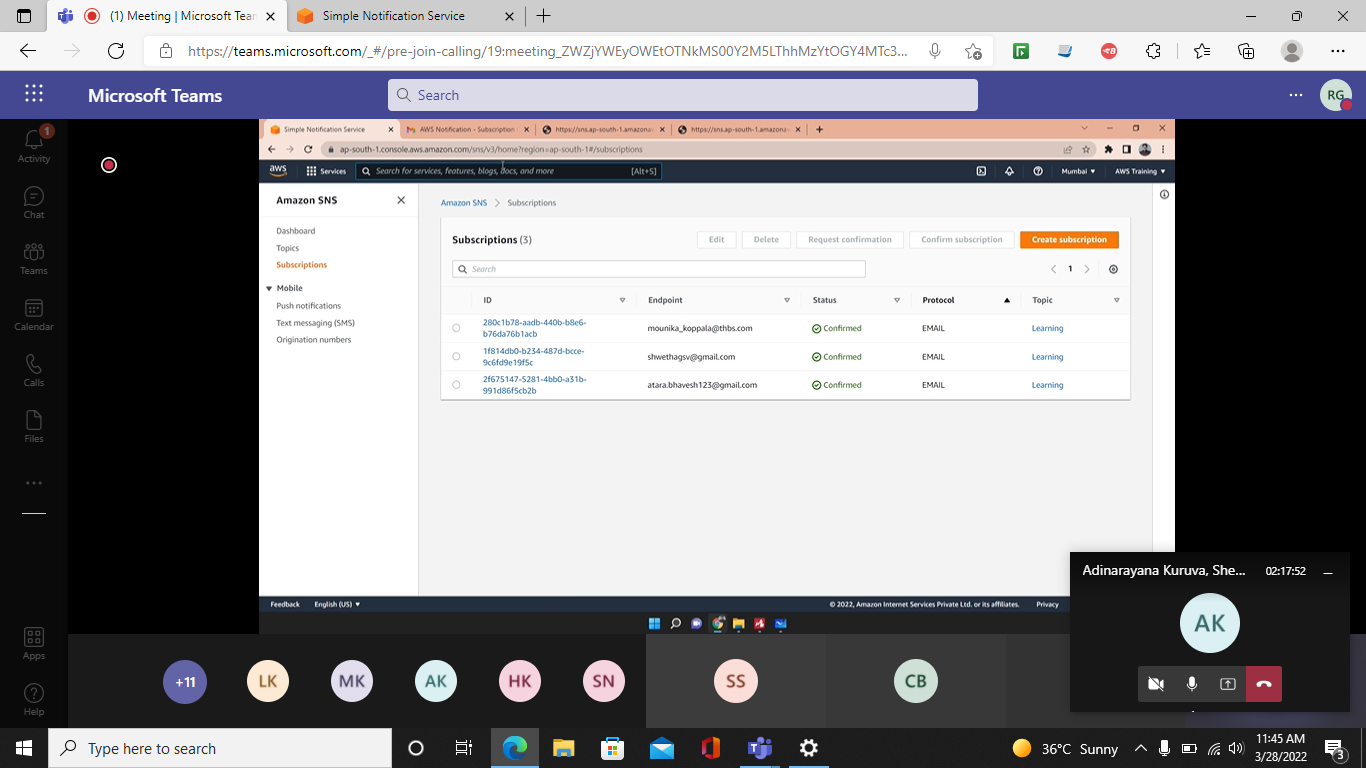 (1) Meeting | Microsoft Tear
Simple Notification Service
https://teams.microsoft.com/_#/pre-join-calling/19:meeting_ZWZjYWEyOWEtOTNkMS00Y2M5LThhMzYtOGY4MTc3...
Microsoft Teams
Search
RG
Activity
1
Chat
Teams
Calendar
Calls
Files
Apps
Help
Simple Notification Service
AWS Notification - Subscription
https://sns.ap-south-1.amazonaw
https://sns.ap-south-1.amazonaw
ap-south-1.console.aws.amazon.com/sns/v3/home?region=ap-south-1#/subscriptions
aws
Services
Search for services, features, blogs, docs, and more
[Alt+S]
Mumbai
AWS Training
Amazon SNS
Dashboard
Topics
Subscriptions
Mobile
Push notifications
Text messaging (SMS)
Origination numbers
Amazon SNS > Subscriptions
Subscriptions (3)
Edit
Delete
Request confirmation
Confirm subscription
Create subscription
Search
1
ID Endpoint Status Protocol Topic
280c1b78-aadb-440b-b8e6-
b76da76b1acb
mounika_koppala@thbs.com Confirmed EMAIL Learning
1f814db0-b234-487d-bcce-
9c6fd9e19f5c
shwethagsv@gmail.com Confirmed EMAIL Learning
2f675147-5281-4bb0-a31b-
991d86f5cb2b
atara.bhavesh123@gmail.com Confirmed EMAIL Learning
Feedback English (US)
© 2022, Amazon Internet Services Private Ltd. or its affiliates. Privacy
Adinarayana Kuruva, She...
02:17:52
AK
+11
LK
MK
AK
HK
SN
SS
CB
Type here to search
36°C Sunny
11:45 AM
3/28/2022
3